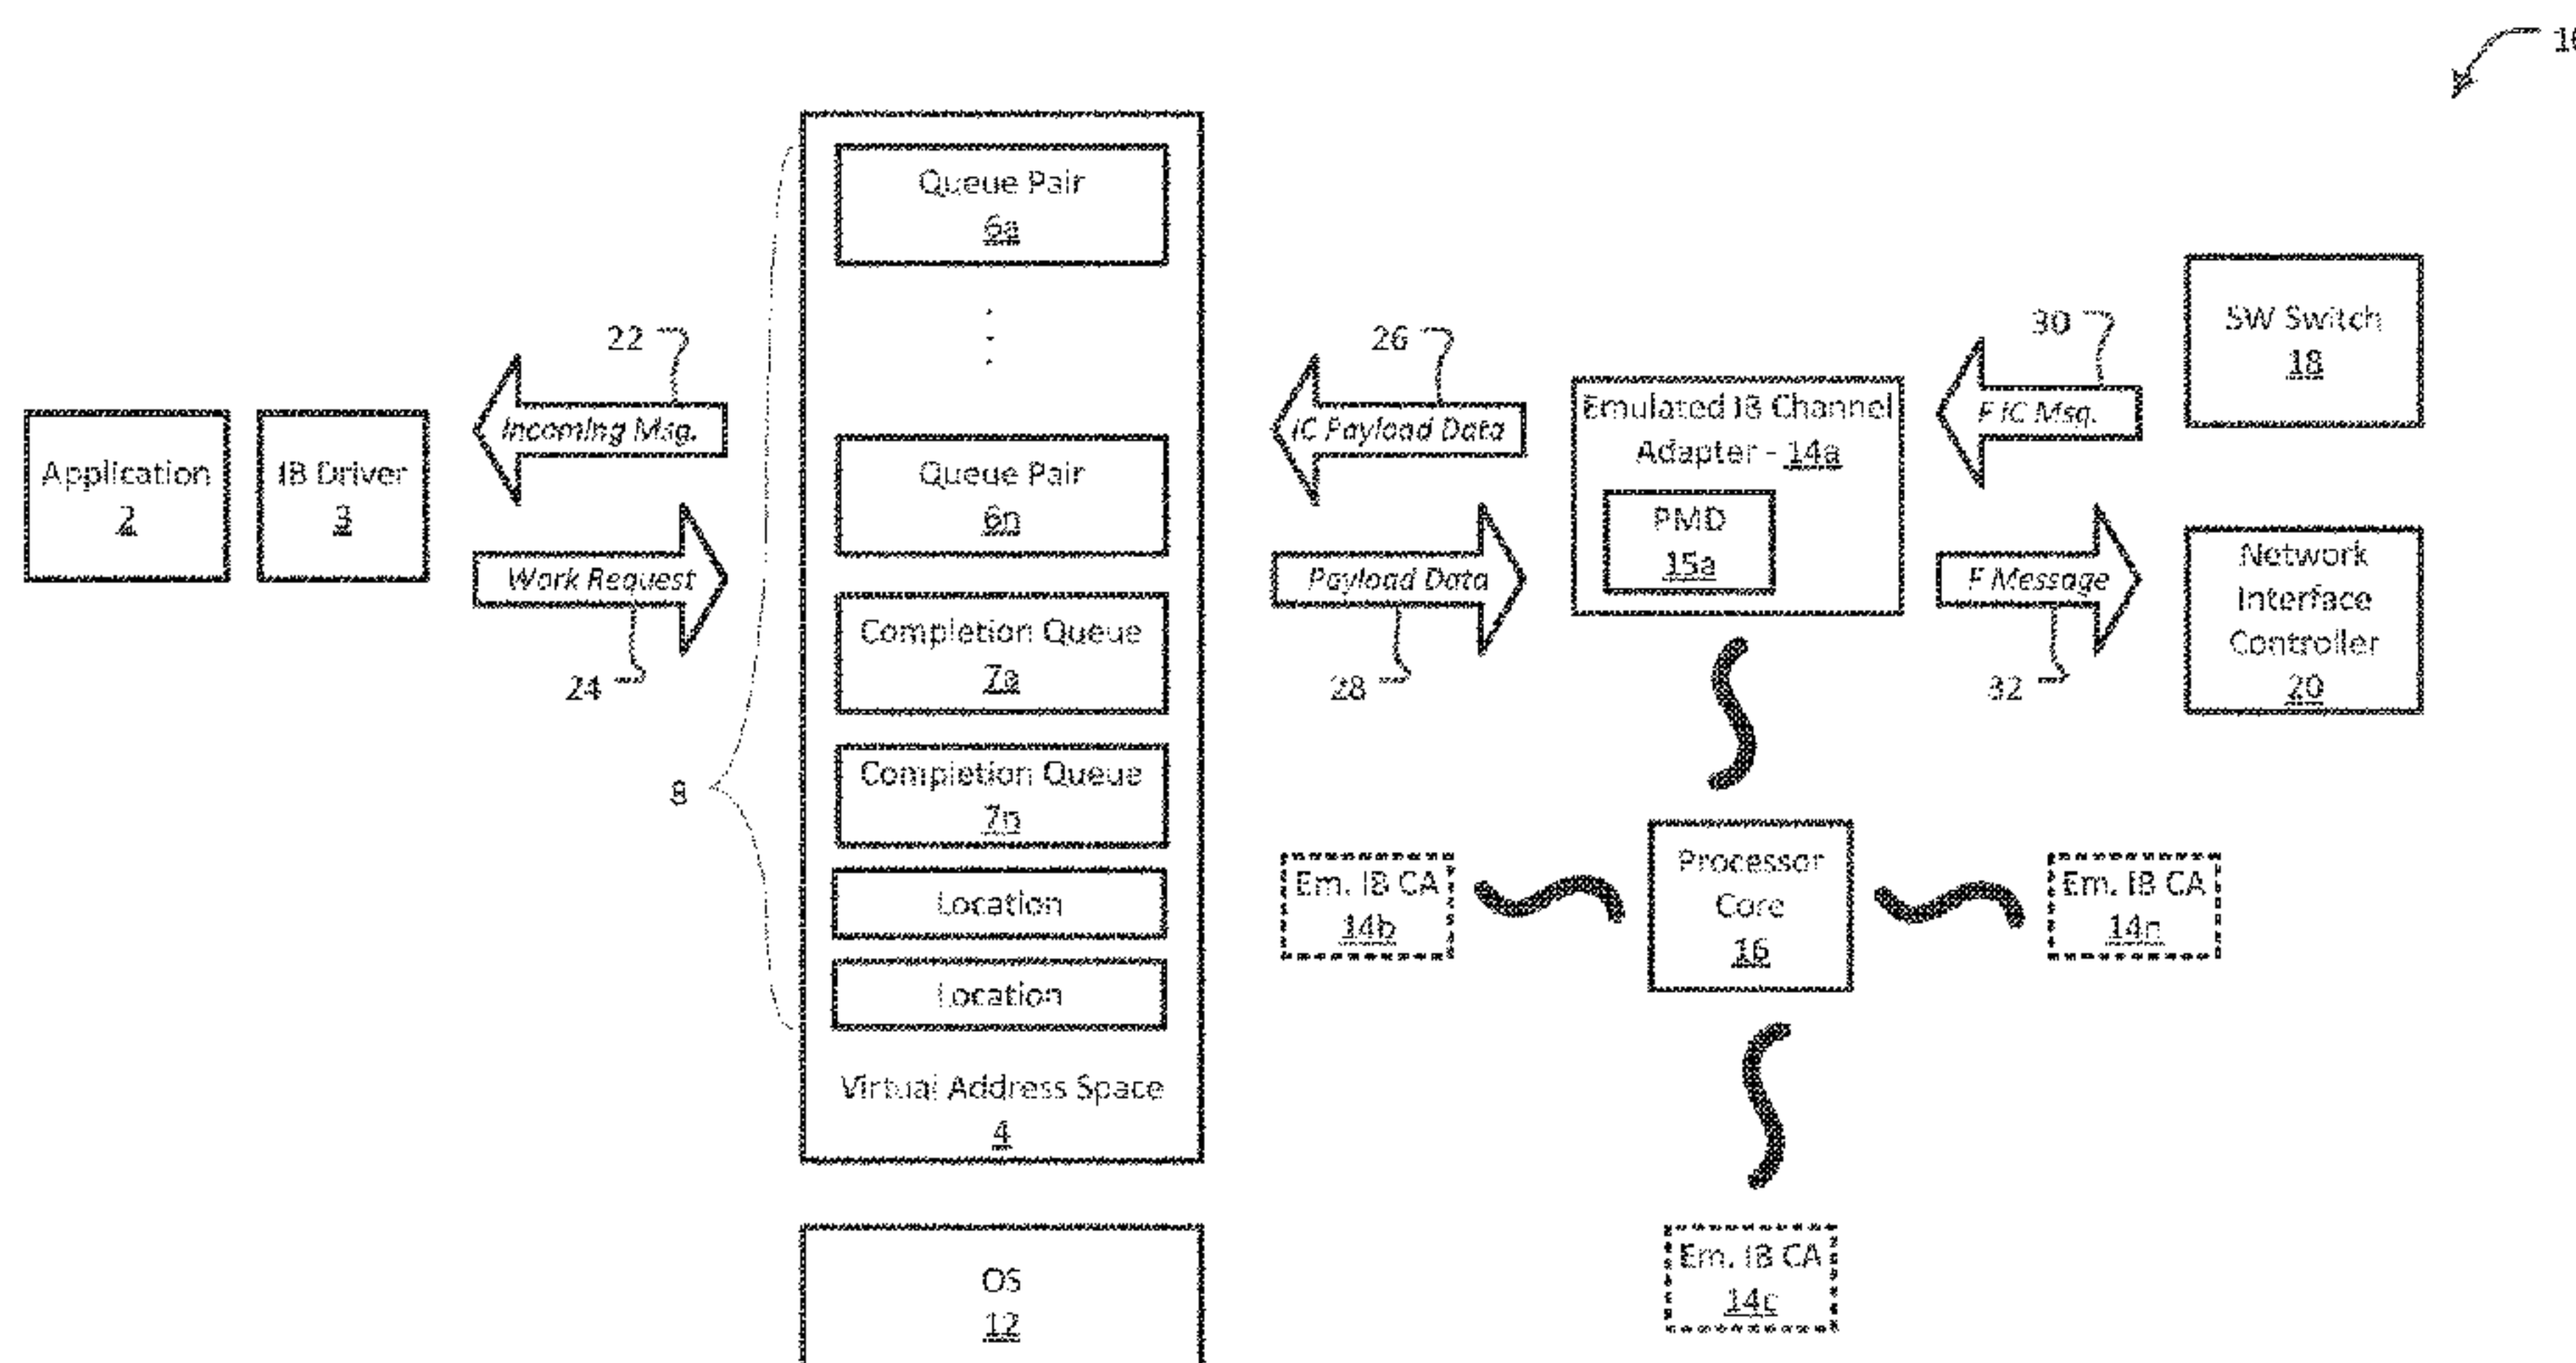 10
Queue Pair
6a
Queue Pair
6n
Completion Queue
7a
Completion Queue
7n
Location
Location
Virtual Address Space
4
OS
12
8
Application
2
IB Driver
3
22
Incoming Msg.
Work Request
24
26
IC Payload Data
Payload Data
28
Emulated IB Channel
Adapter - 14a
PMD
15a
30
F IC Msg.
F Message
32
SW Switch
18
Network
Interface
Controller
20
Em. IB CA
14b
Processor
Core
16
Em. IB CA
14n
Em. IB CA
14c